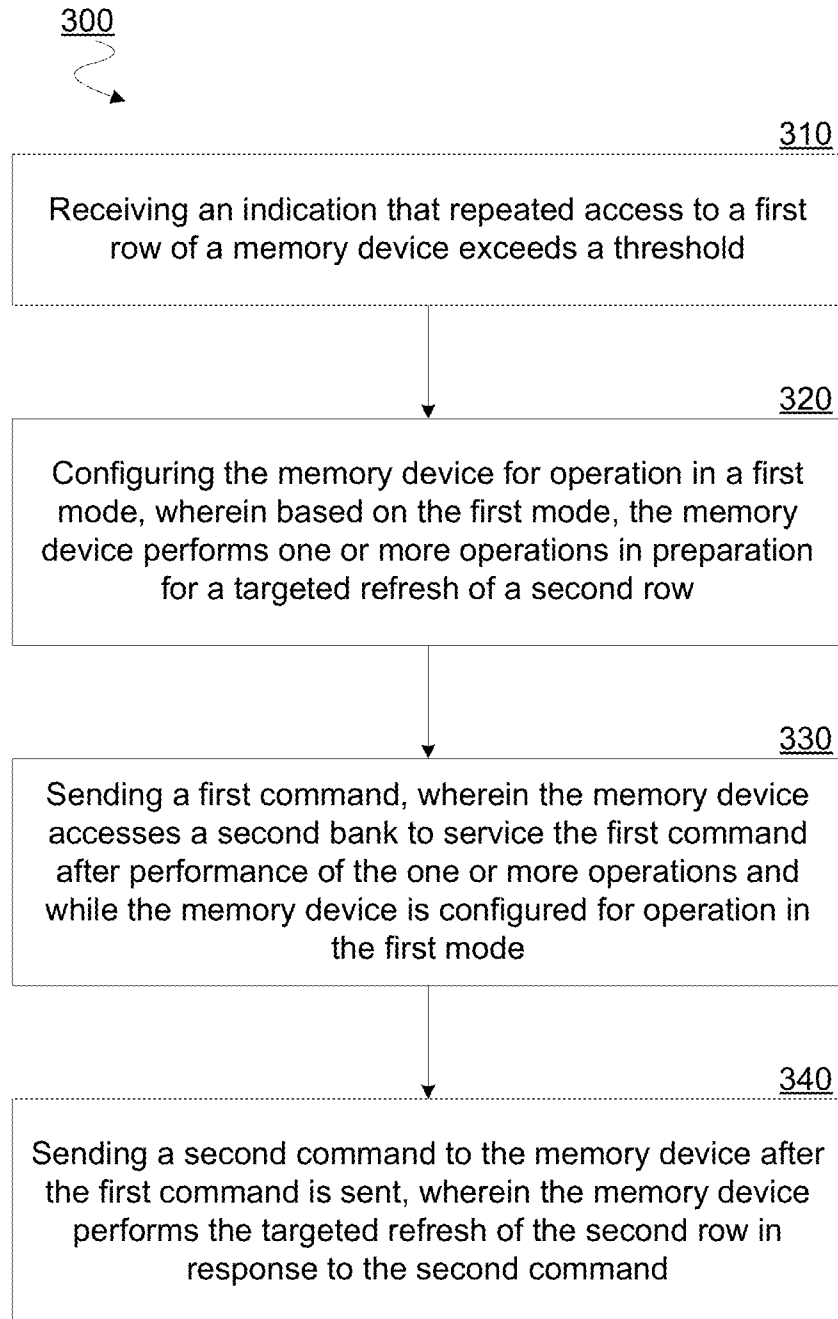 300
310
Receiving an indication that repeated access to a first
row of a memory device exceeds a threshold
320
Configuring the memory device for operation in a first
mode, wherein based on the first mode, the memory
device performs one or more operations in preparation
for a targeted refresh of a second row
330
Sending a first command, wherein the memory device
accesses a second bank to service the first command
after performance of the one or more operations and
while the memory device is configured for operation in
the first mode
340
Sending a second command to the memory device after
the first command is sent, wherein the memory device
performs the targeted refresh of the second row in
response to the second command